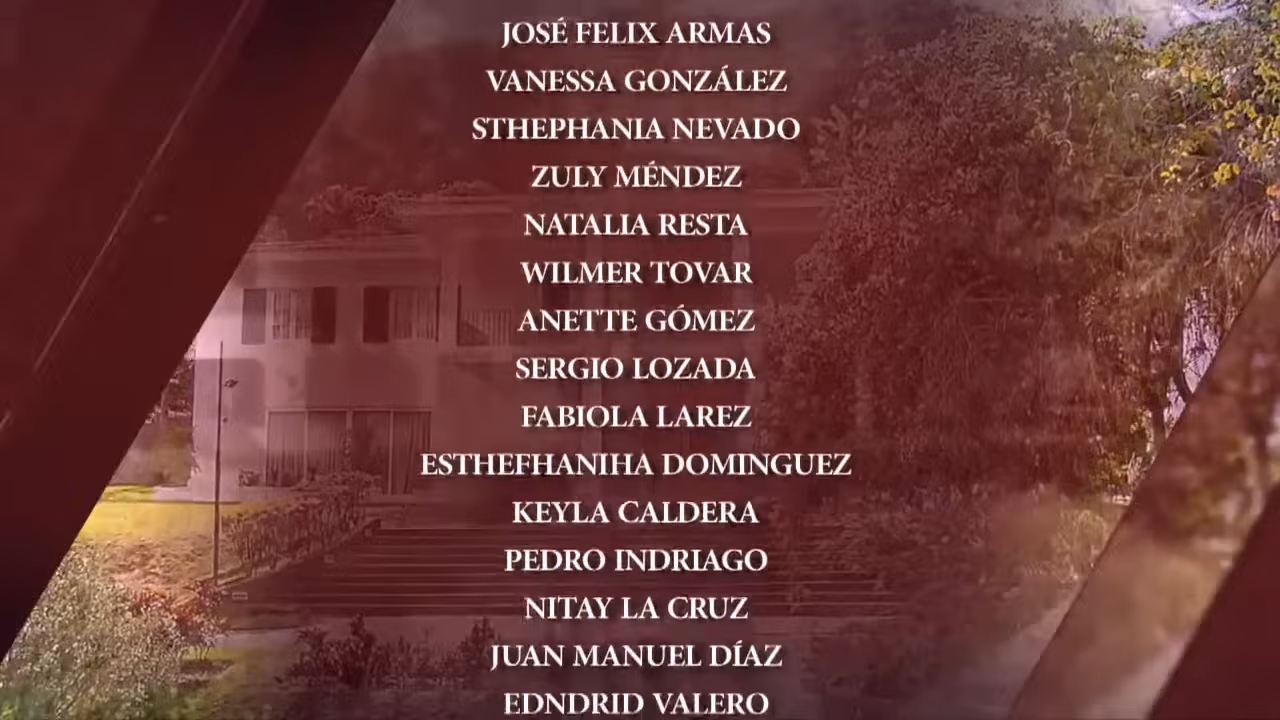 JOSÉ FELIX ARMAS
VANESSA GONZÁLEZ
STHEPHANIA NEVADO
ZULY MÉNDEZ
NATALIA RESTA
WILMER TOVAR
ANETTE GÓMEZ
SERGIO LOZADA
FABIOLA LAREZ
ESTHEFHANIHA DOMINGUEZ
KEYLA CALDERA
PEDRO INDRIAGO
NITAY LA CRUZ
JUAN MANUEL DÍAZ
EDNDRID VALERO